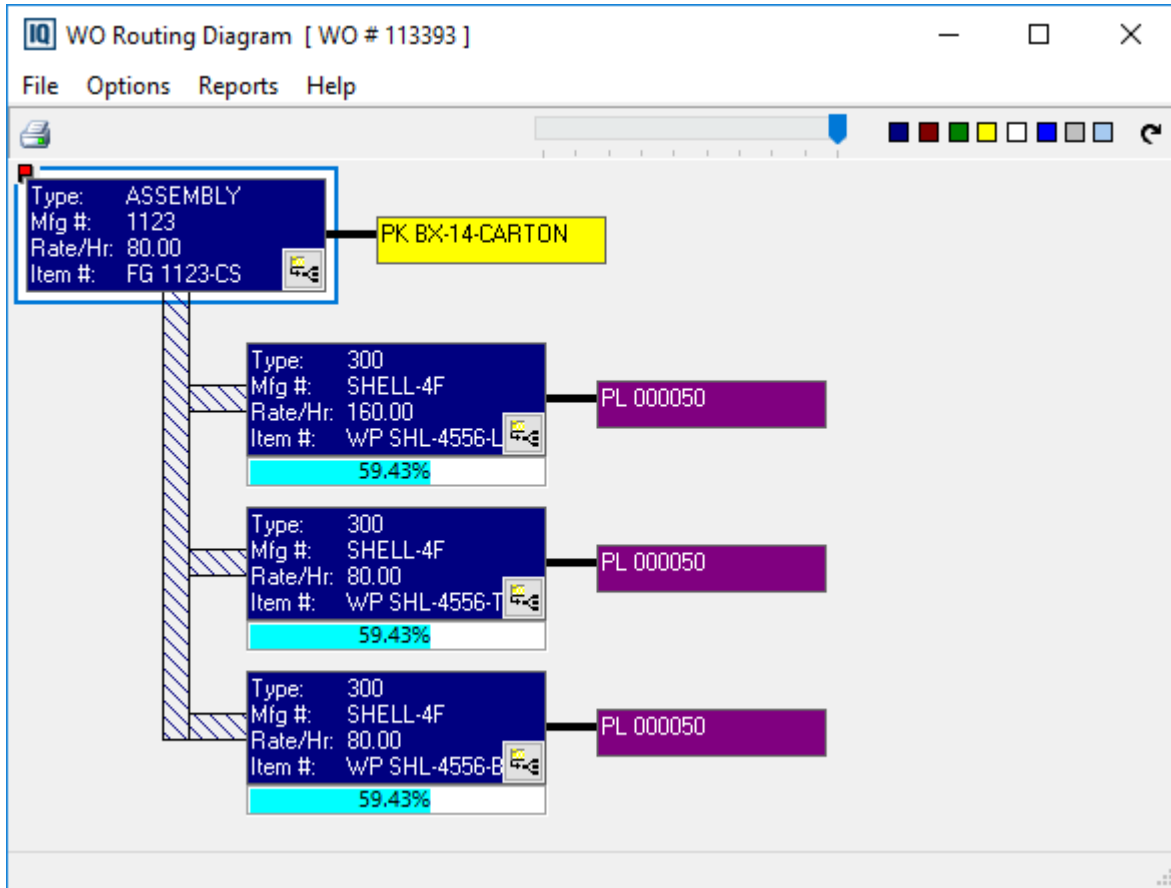 IQ WO Routing Diagram [ WO # 113393 ]
File Options Reports Help
Type: ASSEMBLY
Mfg #: 1123
Rate/Hr: 80.00
Item #: FG 1123-CS
PK BX-14-CARTON
Type: 300
Mfg #: SHELL-4F
Rate/Hr: 160.00
Item #: WP SHL-4556-L
59.43%
PL 000050
Type: 300
Mfg #: SHELL-4F
Rate/Hr: 80.00
Item #: WP SHL-4556-T
59.43%
PL 000050
Type: 300
Mfg #: SHELL-4F
Rate/Hr: 80.00
Item #: WP SHL-4556-B
59.43%
PL 000050